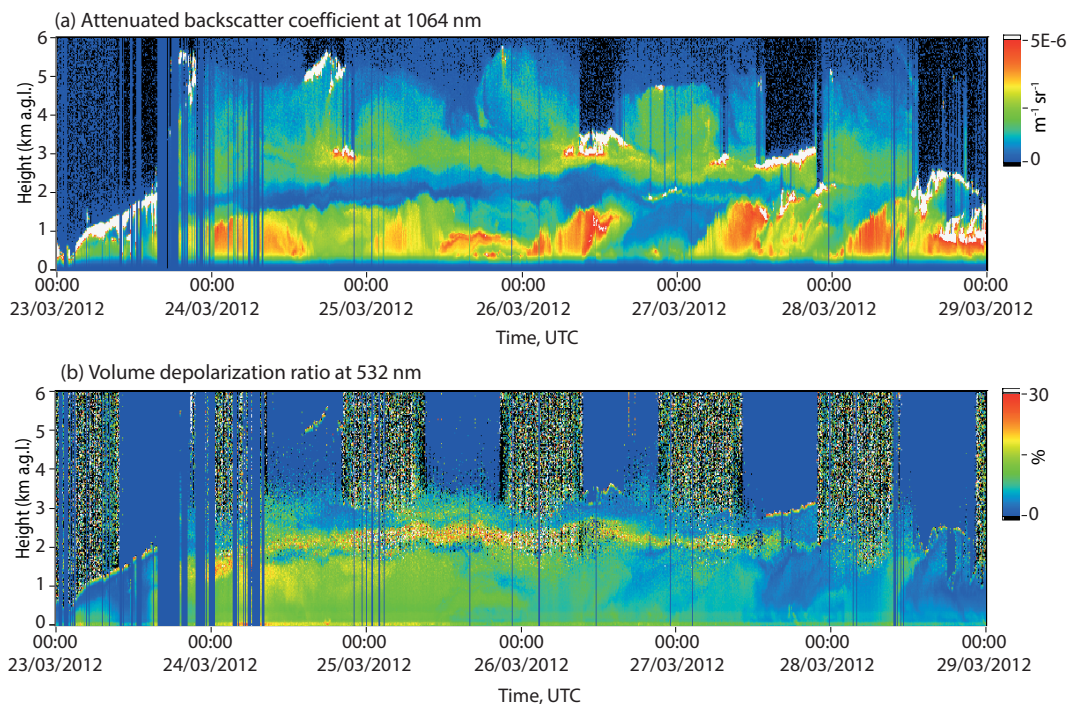 (a) Attenuated backscatter coefficient at 1064 nm
Height (km a.g.l.)
6
5
4
3
2
1
0
00:00 00:00 00:00 00:00 00:00 00:00 00:00
23/03/2012 24/03/2012 25/03/2012 26/03/2012 27/03/2012 28/03/2012 29/03/2012
Time, UTC
5E-6
0
m⁻¹ sr⁻¹
(b) Volume depolarization ratio at 532 nm
Height (km a.g.l.)
6
5
4
3
2
1
0
00:00 00:00 00:00 00:00 00:00 00:00 00:00
23/03/2012 24/03/2012 25/03/2012 26/03/2012 27/03/2012 28/03/2012 29/03/2012
Time, UTC
30
0
%